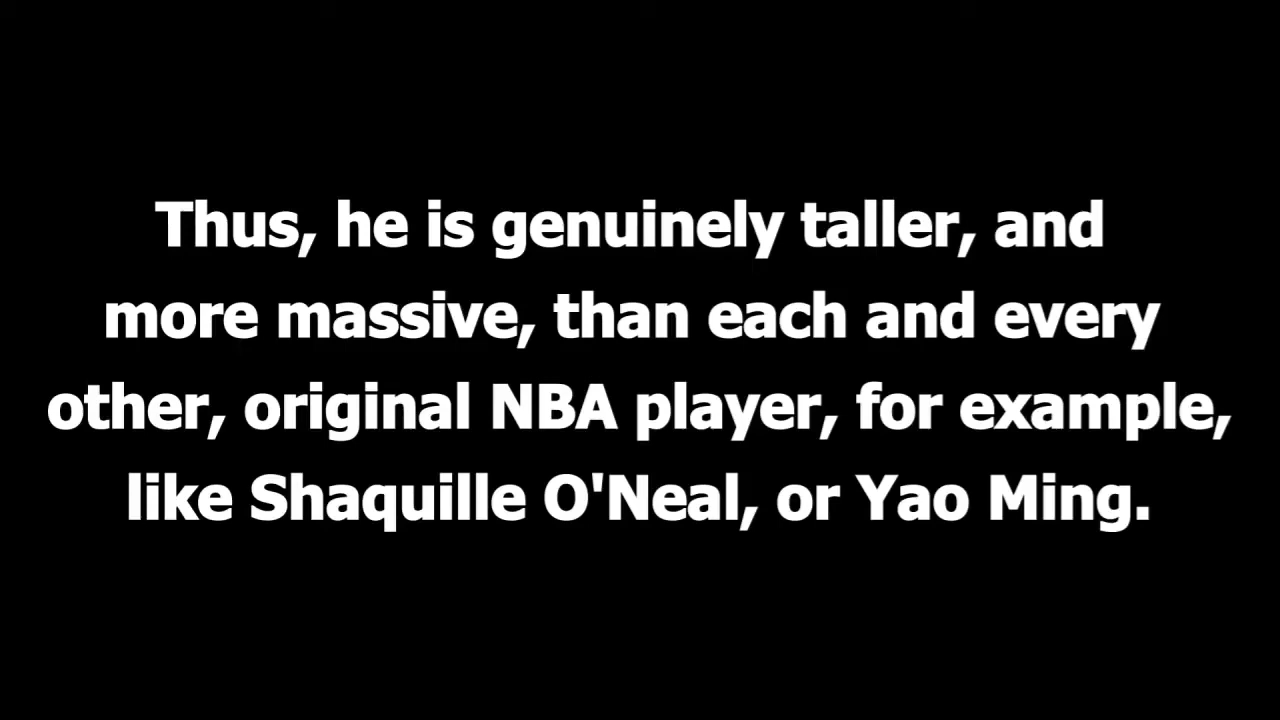 Thus, he is genuinely taller, and
more massive, than each and every
other, original NBA player, for example,
like Shaquille O'Neal, or Yao Ming.